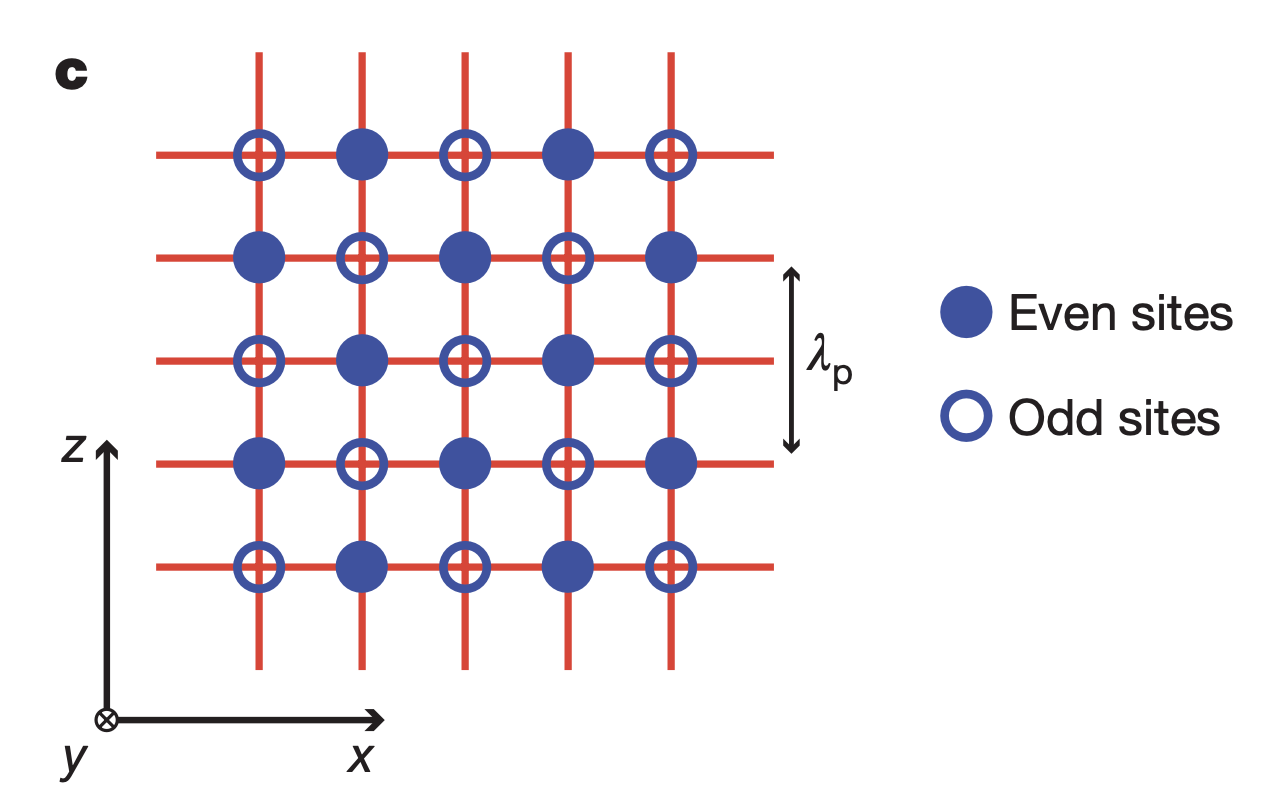 c
Even sites
λp
Odd sites
z
y
x